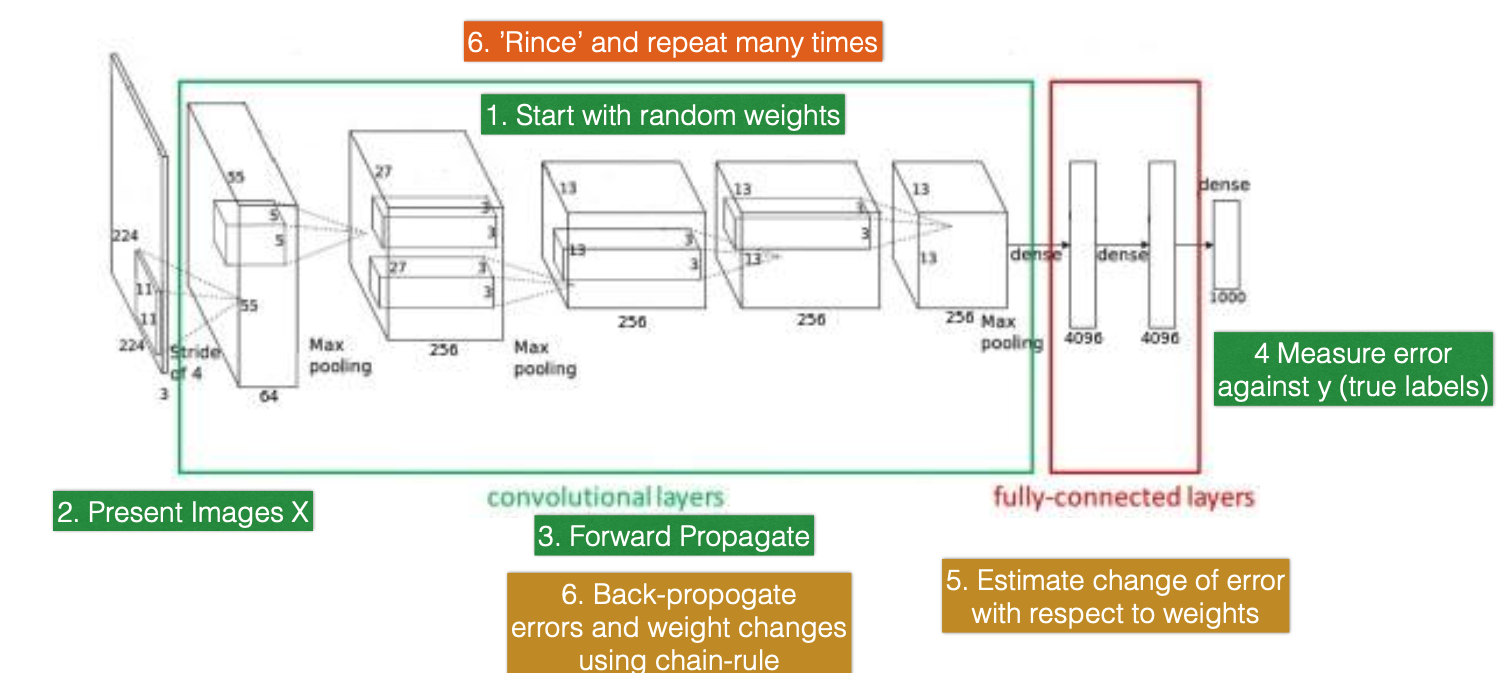 6. ’Rince’ and repeat many times
1. Start with random weights
224
11
11
224
3
Stride
of 4
55
5
5
55
64
Max
pooling
27
3
3
27
3
3
256
Max
pooling
13
3
13
3
256
13
3
3
13
256
13
13
256
Max
pooling
dense
4096
dense
4096
dense
1000
4 Measure error
against y (true labels)
convolutional layers
fully-connected layers
2. Present Images X
3. Forward Propagate
6. Back-propogate
errors and weight changes
using chain-rule
5. Estimate change of error
with respect to weights